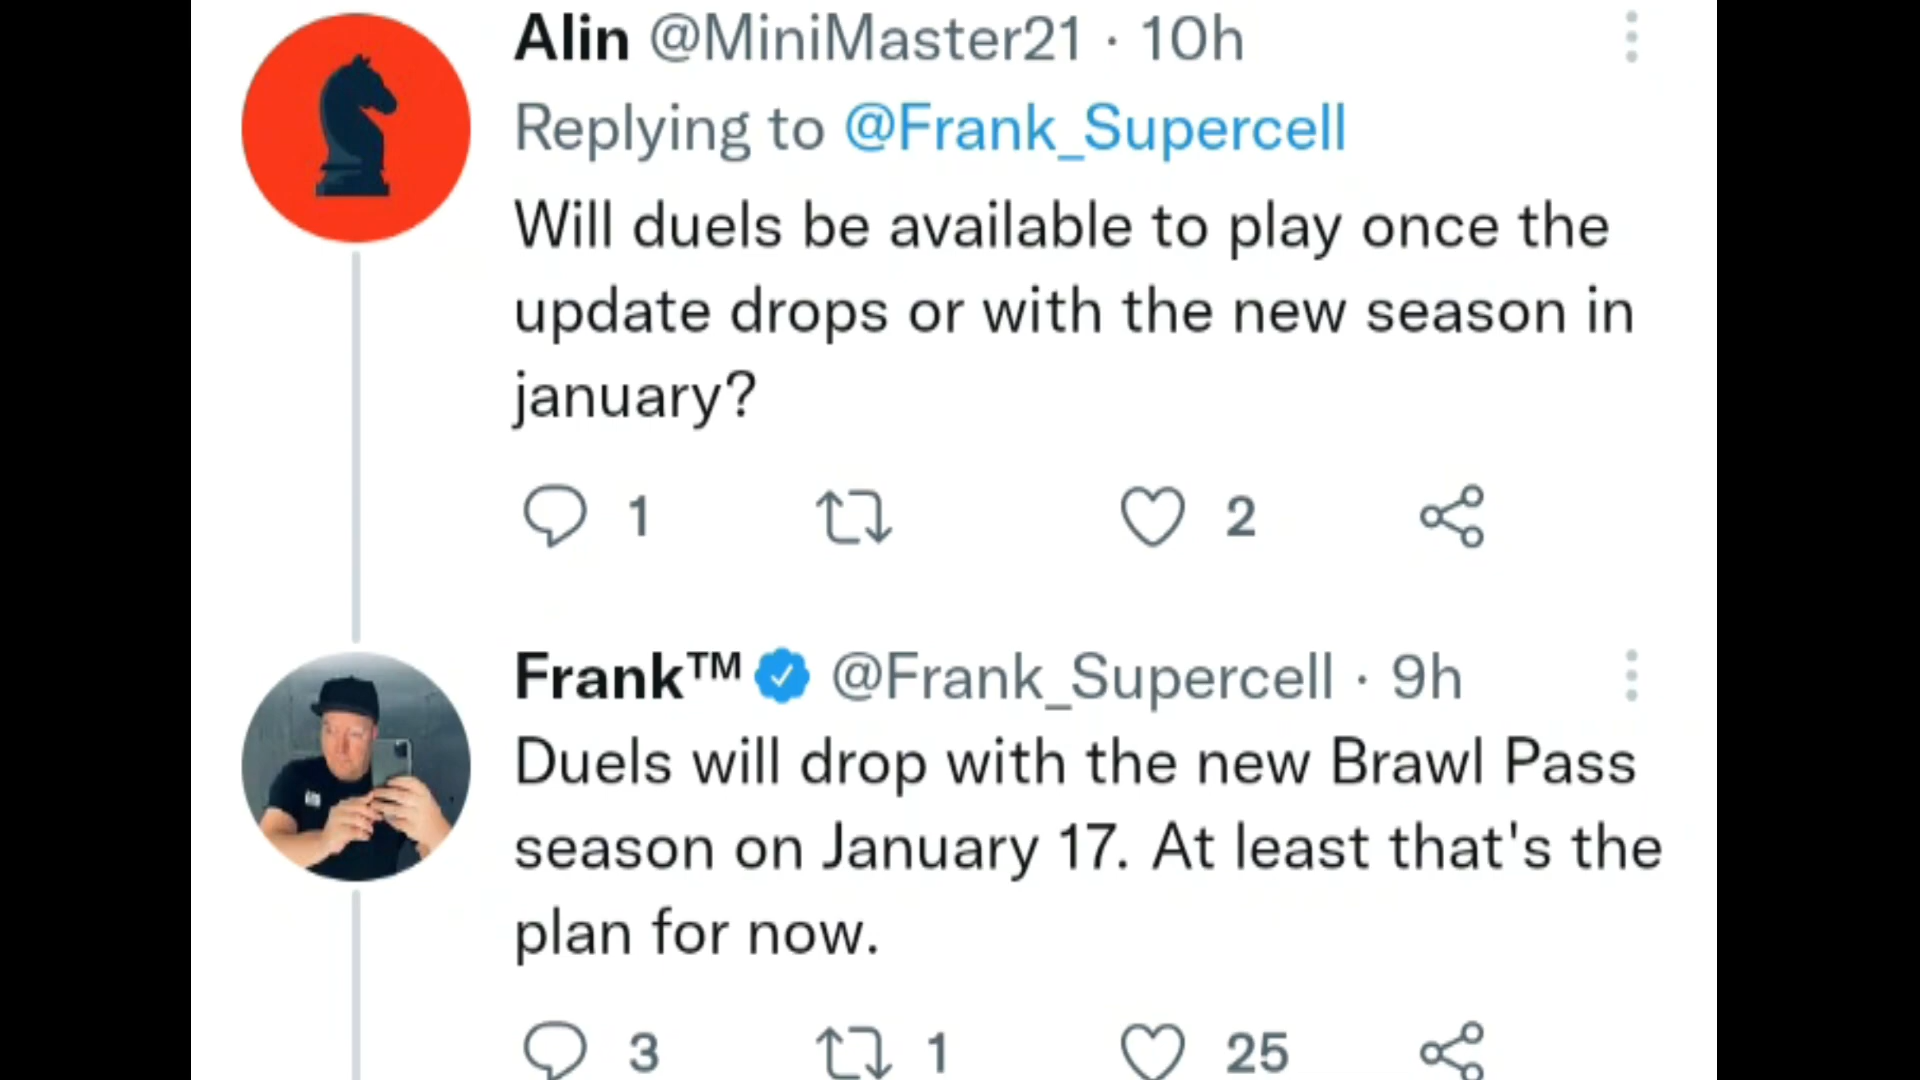 Alin @MiniMaster21 · 10h
Replying to @Frank_Supercell
Will duels be available to play once the
update drops or with the new season in
january?
1 2
Frank™ @Frank_Supercell · 9h
Duels will drop with the new Brawl Pass
season on January 17. At least that's the
plan for now.
3 1 25